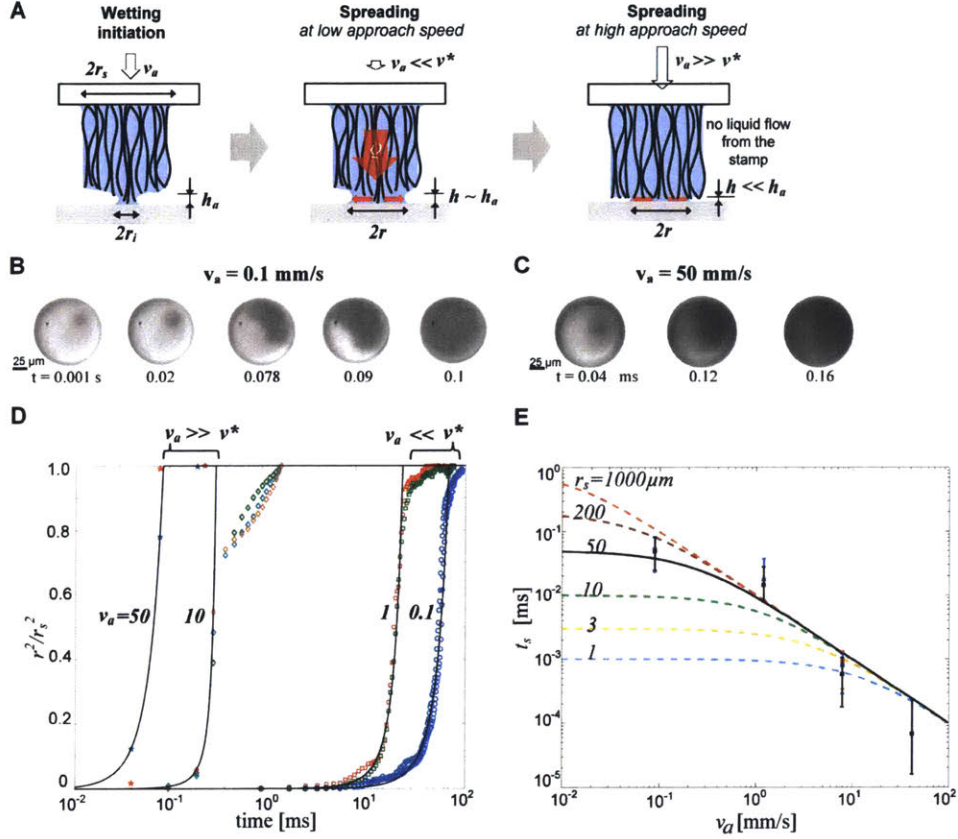 A
Wetting
initiation
2rₛ
vₐ
hₐ
2rᵢ
Spreading
at low approach speed
vₐ << v*
Q
h ~ hₐ
2r
Spreading
at high approach speed
vₐ >> v*
no liquid flow
from the
stamp
h << hₐ
2r
B
vₐ = 0.1 mm/s
25 µm
t = 0.001 s
0.02
0.078
0.09
0.1
C
vₐ = 50 mm/s
25 µm
t = 0.04 ms
0.12
0.16
D
vₐ >> v*
vₐ << v*
1.0
0.8
0.6
0.4
0.2
0
r²/rₛ²
vₐ=50
10
1
0.1
10⁻²
10⁻¹
10⁰
10¹
10²
time [ms]
E
10⁰
10⁻¹
10⁻²
10⁻³
10⁻⁴
10⁻⁵
tₛ [ms]
rₛ=1000µm
200
50
10
3
1
10⁻²
10⁻¹
10⁰
10¹
10²
vₐ [mm/s]